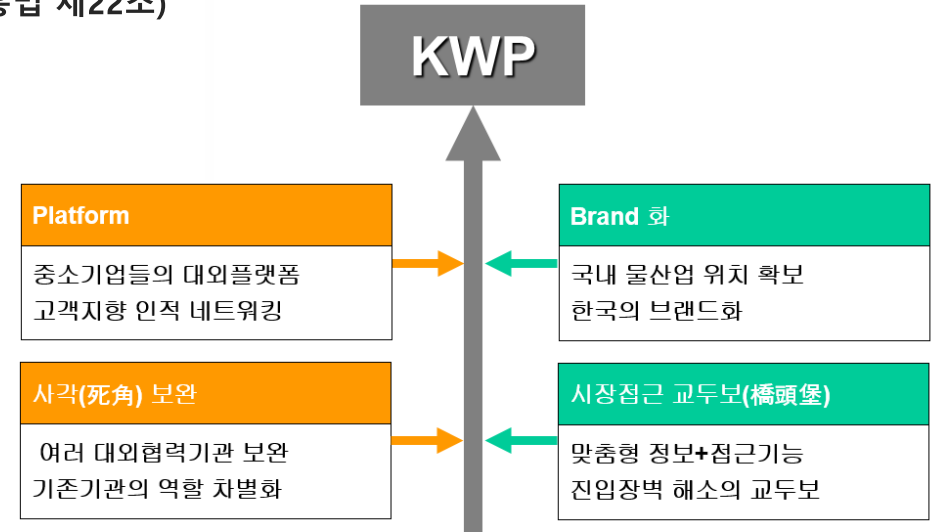 제22조)
KWP
Platform
중소기업들의 대외플랫폼
고객지향 인적 네트워킹
Brand 화
국내 물산업 위치 확보
한국의 브랜드화
사각(死角) 보완
여러 대외협력기관 보완
기존기관의 역할 차별화
시장접근 교두보(橋頭堡)
맞춤형 정보+접근기능
진입장벽 해소의 교두보